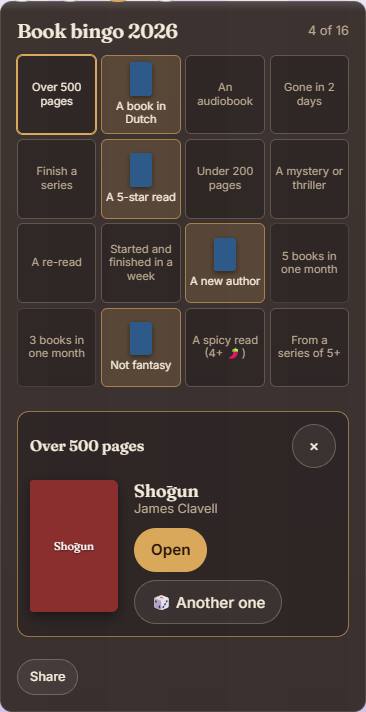 Book bingo 2026
4 of 16
Over 500
pages
A book in
Dutch
An
audiobook
Gone in 2
days
Finish a
series
A 5-star read
Under 200
pages
A mystery or
thriller
A re-read
Started and
finished in a
week
A new author
5 books in
one month
3 books in
one month
Not fantasy
A spicy read
(4+ 🌶️)
From a
series of 5+
Over 500 pages
×
Shōgun
Shōgun
James Clavell
Open
🎲 Another one
Share